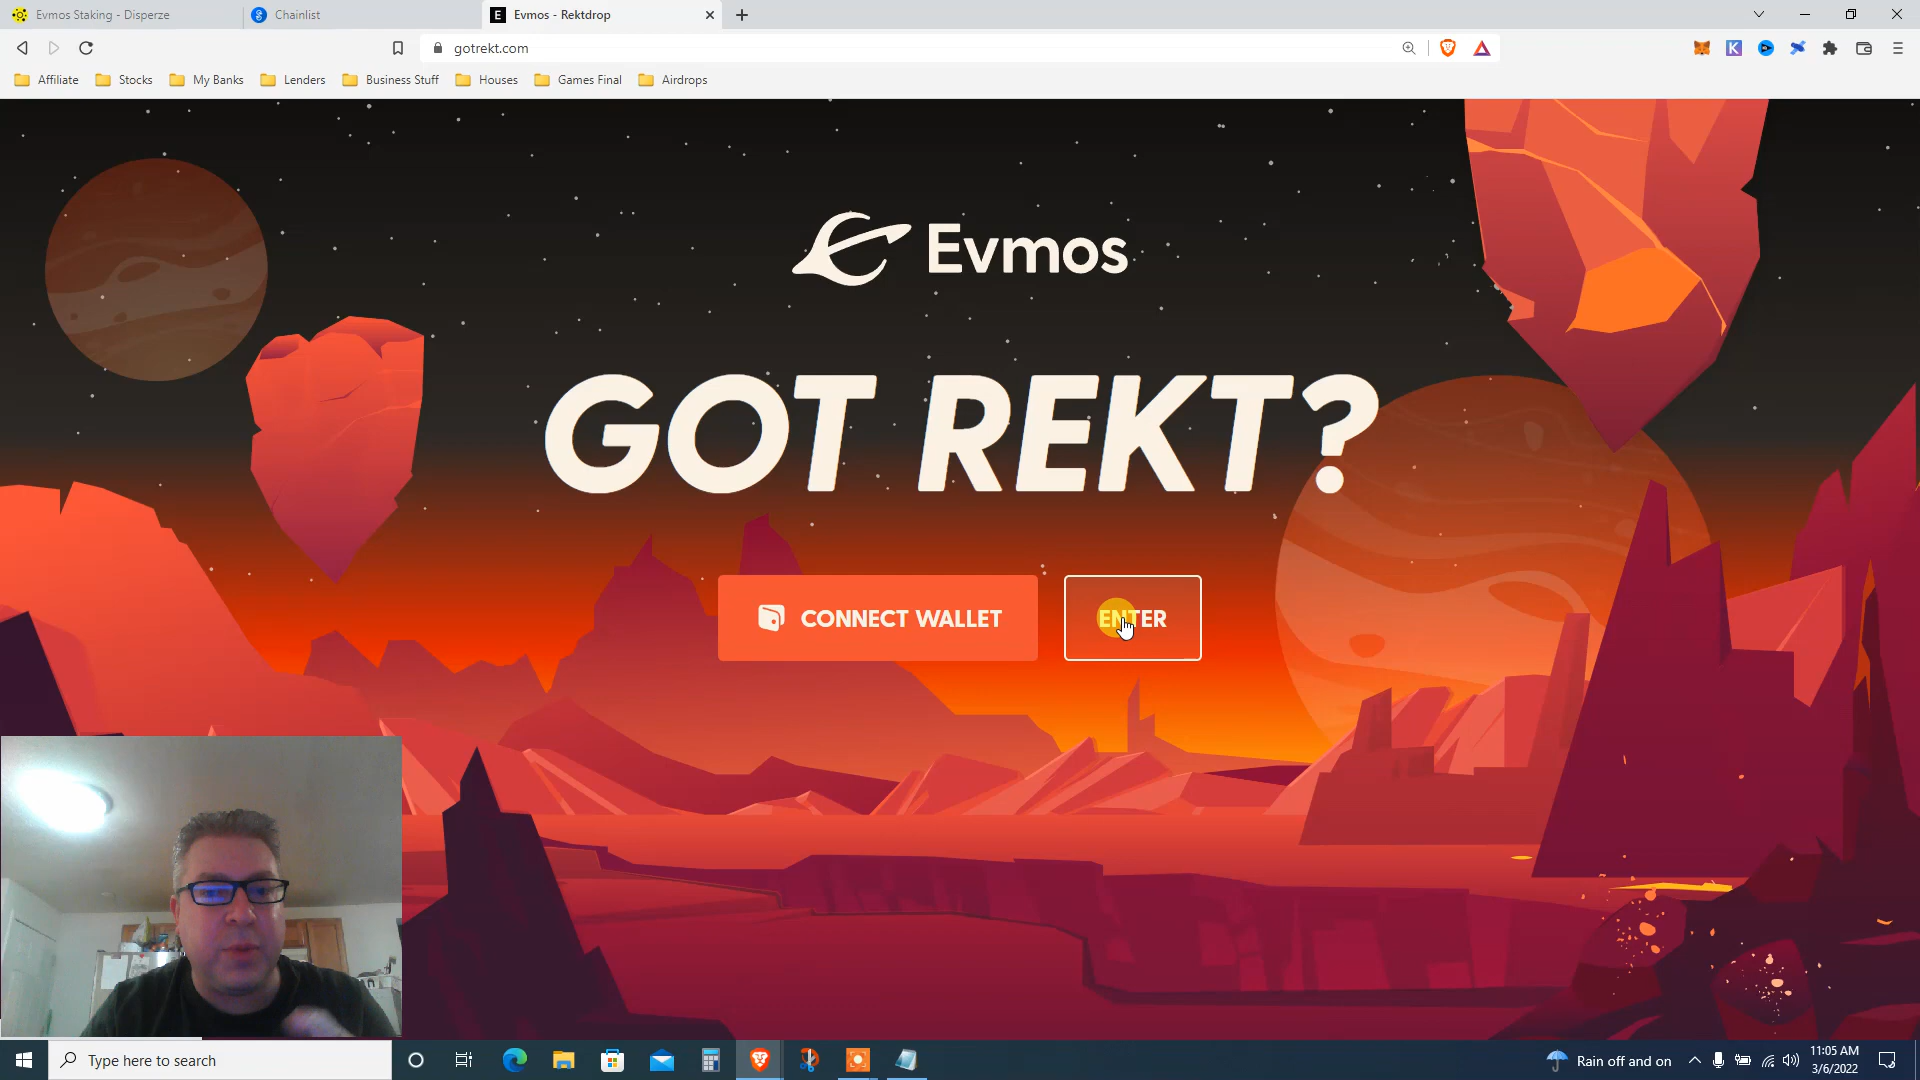 Evmos Staking - Disperze
Chainlist
E
Evmos - Rektdrop
gotrekt.com
K
Affiliate
Stocks
My Banks
Lenders
Business Stuff
Houses
Games Final
Airdrops
Evmos
GOT REKT?
CONNECT WALLET
ENTER
Type here to search
Rain off and on
11:05 AM
3/6/2022